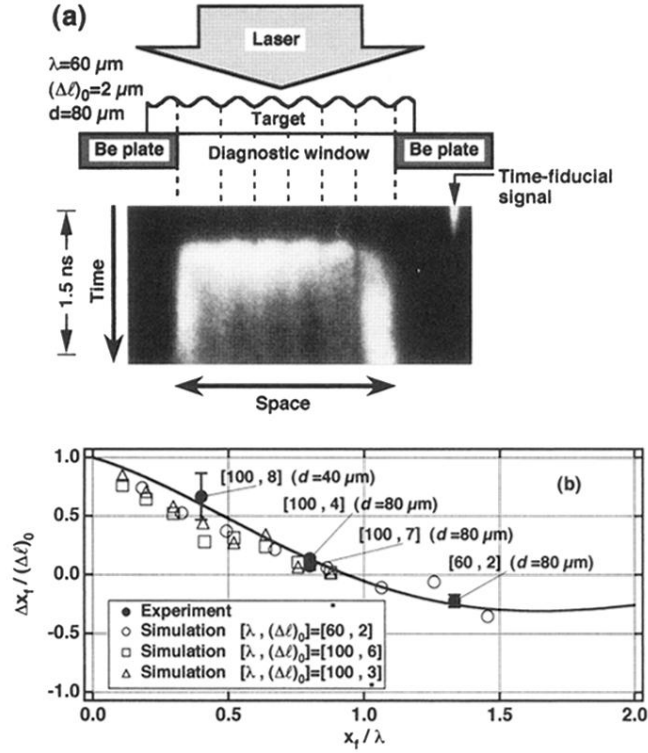 (a)
Laser
λ=60 μm
(Δℓ)₀=2 μm
d=80 μm
Target
Be plate
Diagnostic window
Be plate
Time-fiducial
signal
1.5 ns
Time
Space
(b)
1.0
0.5
0.0
-0.5
-1.0
Δx_f / (Δℓ)₀
[100 , 8] (d=40 μm)
[100 , 4] (d=80 μm)
[100 , 7] (d=80 μm)
[60 , 2] (d=80 μm)
Experiment
Simulation [λ , (Δℓ)₀]=[60 , 2]
Simulation [λ , (Δℓ)₀]=[100 , 6]
Simulation [λ , (Δℓ)₀]=[100 , 3]
0.0 0.5 1.0 1.5 2.0
x_f / λ